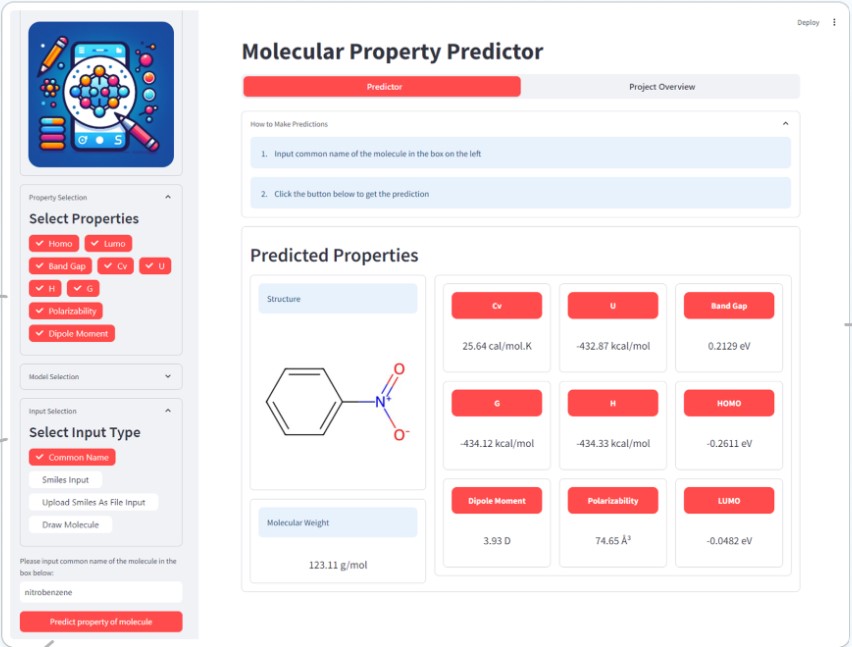 Deploy
Property Selection
Select Properties
Homo
Lumo
Band Gap
Cv
U
H
G
Polarizability
Dipole Moment
Model Selection
Input Selection
Select Input Type
Common Name
Smiles Input
Upload Smiles As File Input
Draw Molecule
Please input common name of the molecule in the
box below:
nitrobenzene
Predict property of molecule
Molecular Property Predictor
Predictor
Project Overview
How to Make Predictions
1. Input common name of the molecule in the box on the left
2. Click the button below to get the prediction
Predicted Properties
Structure
O
N+
O-
Molecular Weight
123.11 g/mol
Cv
25.64 cal/mol.K
U
-432.87 kcal/mol
Band Gap
0.2129 eV
G
-434.12 kcal/mol
H
-434.33 kcal/mol
HOMO
-0.2611 eV
Dipole Moment
3.93 D
Polarizability
74.65 Å³
LUMO
-0.0482 eV